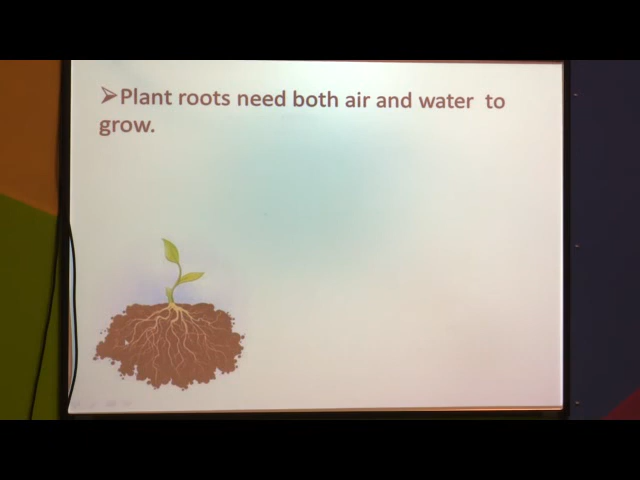 ➢Plant roots need both air and water to
grow.